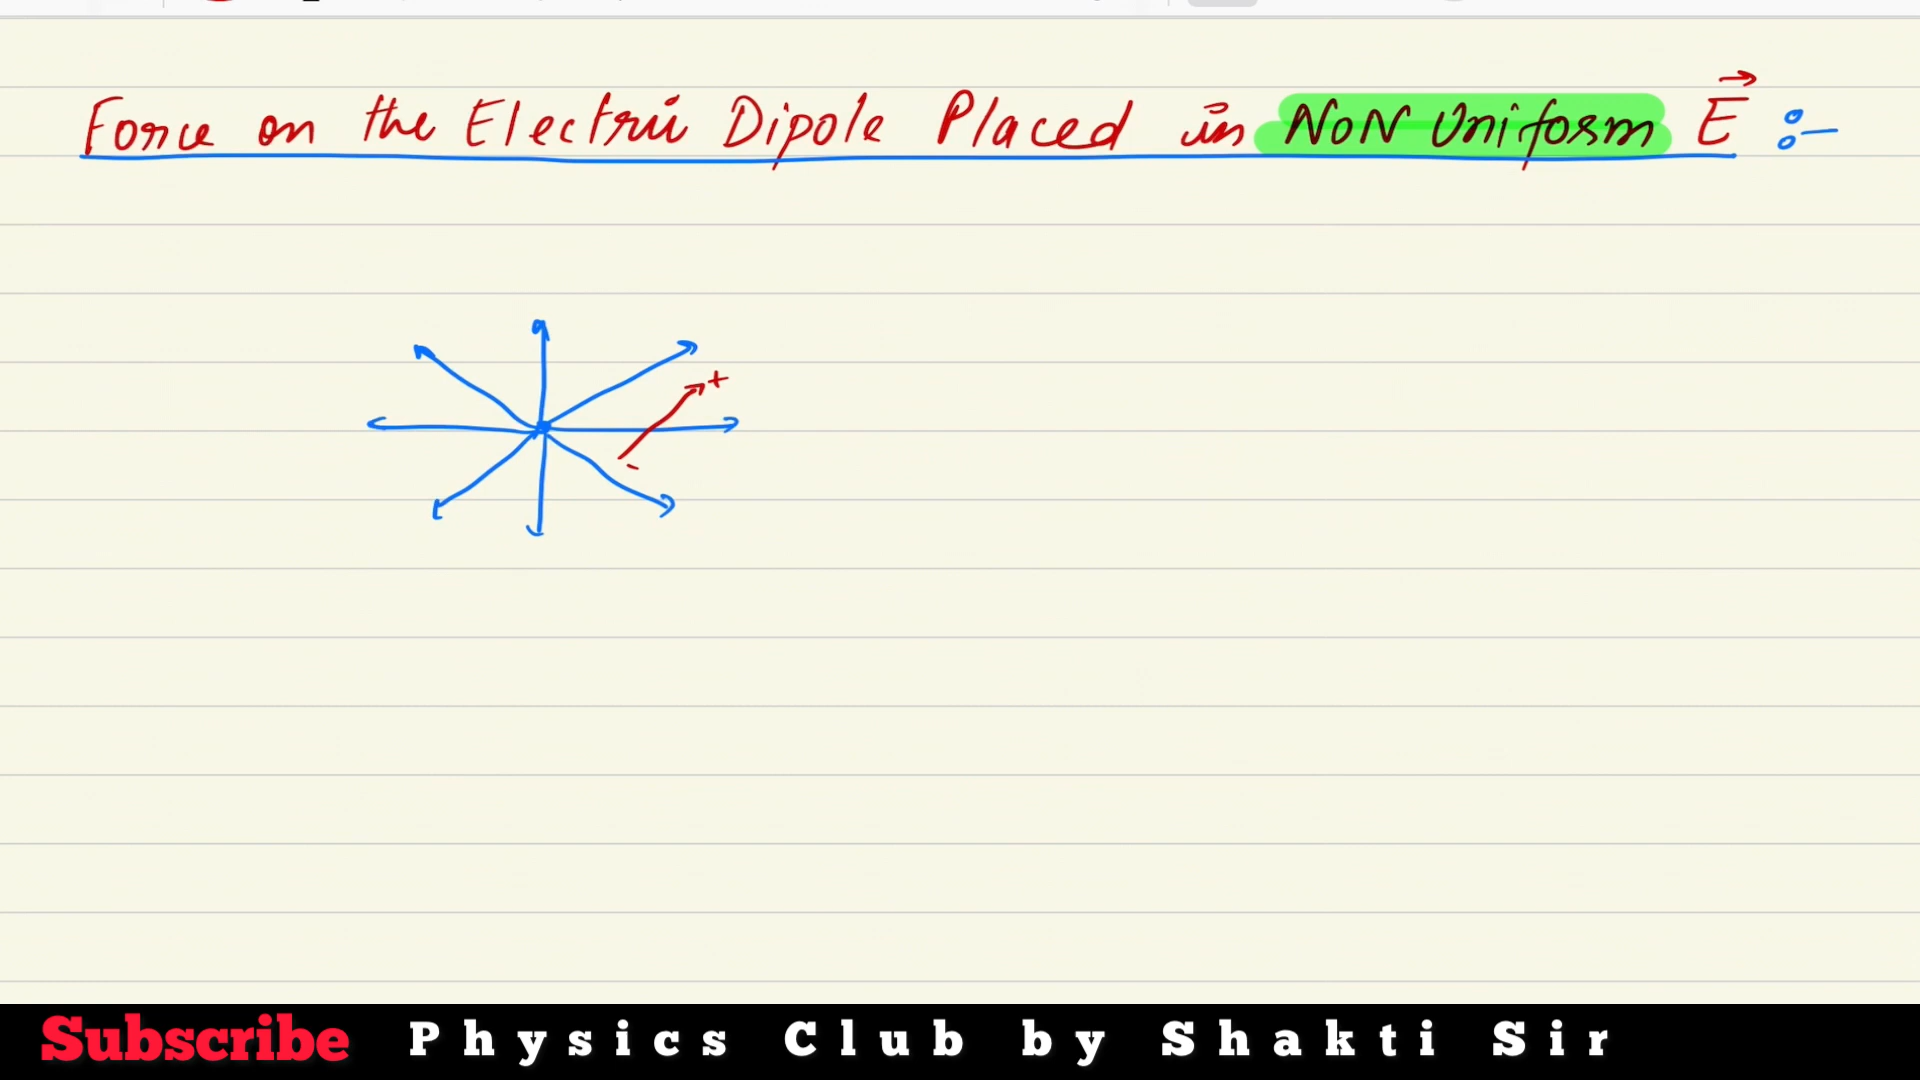 Force on the Electric Dipole Placed in NoN Uniform E :-
+
-
Subscribe Physics Club by Shakti Sir